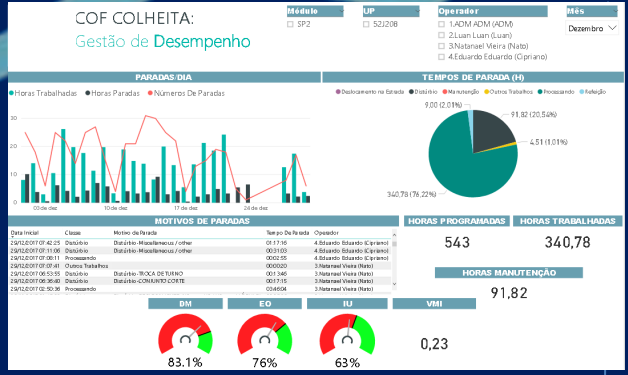 COF COLHEITA:
Gestão de Desempenho
Módulo
SP2
UP
52J208
Operador
1.ADM ADM (ADM)
2.Luan Luan (Luan)
3.Natanael Vieira (Nato)
4.Eduardo Eduardo (Cipriano)
Mês
Dezembro
PARADAS/DIA
Horas Trabalhadas Horas Paradas Números De Paradas
30
20
10
0
03 de dez 10 de dez 17 de dez 24 de dez
TEMPOS DE PARADA (H)
Deslocamento na Estrada Distúrbio Manutenção Outros Trabalhos Processando Refeição
9,00 (2,01%)
91,82 (20,54%)
4,51 (1,01%)
340,78 (76,22%)
MOTIVOS DE PARADAS
Data Inicial Classe Motivo de Parada Tempo De Parada Operador
29/12/2017 07:42:25 Distúrbio Distúrbio-Miscellaneous / other 01:17:16 4.Eduardo Eduardo (Cipriano)
29/12/2017 07:11:06 Distúrbio Distúrbio-Miscellaneous / other 00:31:03 4.Eduardo Eduardo (Cipriano)
29/12/2017 07:08:11 Processando 00:02:55 4.Eduardo Eduardo (Cipriano)
29/12/2017 07:07:41 Outros Trabalhos 00:00:20 3.Natanael Vieira (Nato)
29/12/2017 06:53:55 Distúrbio Distúrbio-TROCA DE TURNO 00:13:46 3.Natanael Vieira (Nato)
29/12/2017 06:36:40 Distúrbio Distúrbio-CONJUNTO CORTE 00:17:15 3.Natanael Vieira (Nato)
29/12/2017 02:50:36 Processando 03:46:04 3.Natanael Vieira (Nato)
HORAS PROGRAMADAS
543
HORAS TRABALHADAS
340,78
HORAS MANUTENÇÃO
91,82
DM
83.1%
EO
76%
IU
63%
VMI
0,23